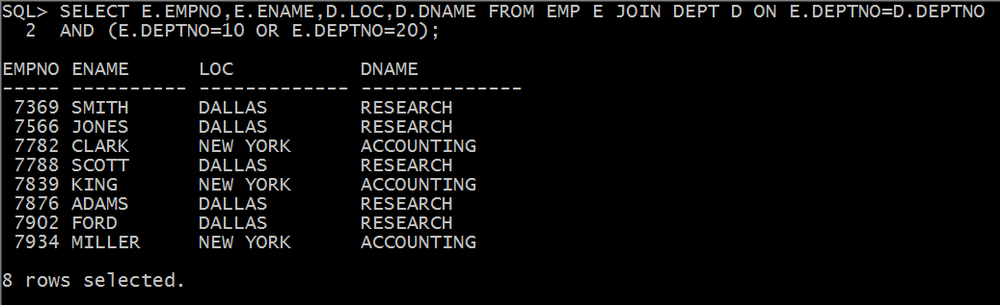 SQL> SELECT E.EMPNO,E.ENAME,D.LOC,D.DNAME FROM EMP E JOIN DEPT D ON E.DEPTNO=D.DEPTNO
  2  AND (E.DEPTNO=10 OR E.DEPTNO=20);

EMPNO ENAME      LOC           DNAME
----- ---------- ------------- --------------
 7369 SMITH      DALLAS        RESEARCH
 7566 JONES      DALLAS        RESEARCH
 7782 CLARK      NEW YORK      ACCOUNTING
 7788 SCOTT      DALLAS        RESEARCH
 7839 KING       NEW YORK      ACCOUNTING
 7876 ADAMS      DALLAS        RESEARCH
 7902 FORD       DALLAS        RESEARCH
 7934 MILLER     NEW YORK      ACCOUNTING

8 rows selected.